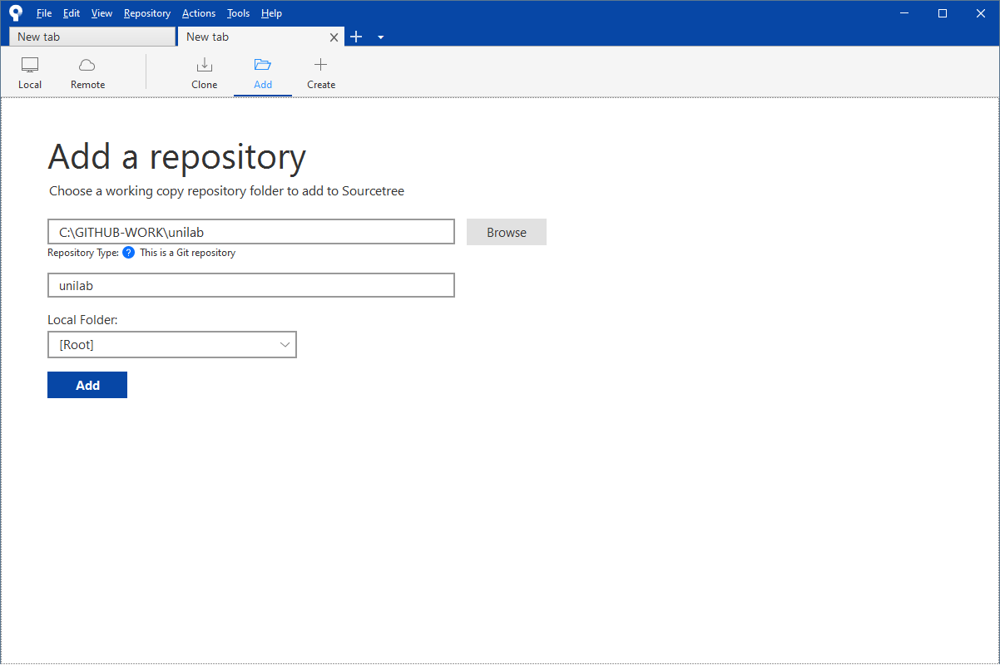 File Edit View Repository Actions Tools Help
New tab New tab
Local Remote Clone Add Create
Add a repository
Choose a working copy repository folder to add to Sourcetree
C:\GITHUB-WORK\unilab Browse
Repository Type: ? This is a Git repository
unilab
Local Folder:
[Root]
Add